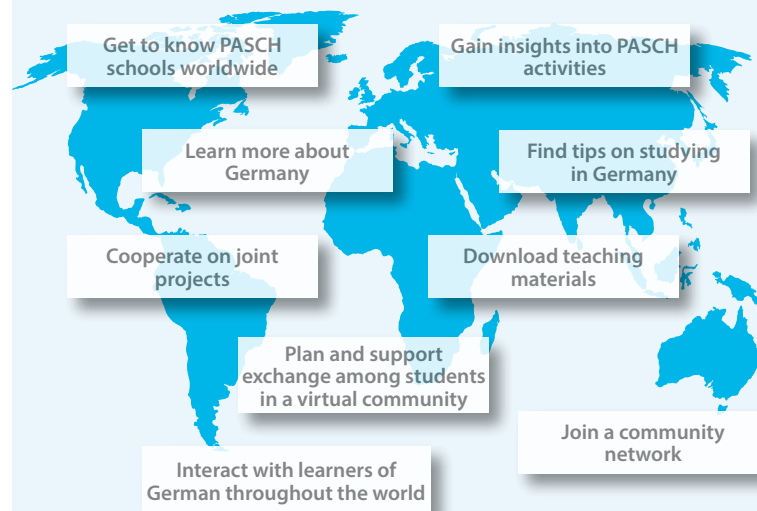 Get to know PASCH
schools worldwide
Gain insights into PASCH
activities
Learn more about
Germany
Find tips on studying
in Germany
Cooperate on joint
projects
Download teaching
materials
Plan and support
exchange among students
in a virtual community
Join a community
network
Interact with learners of
German throughout the world